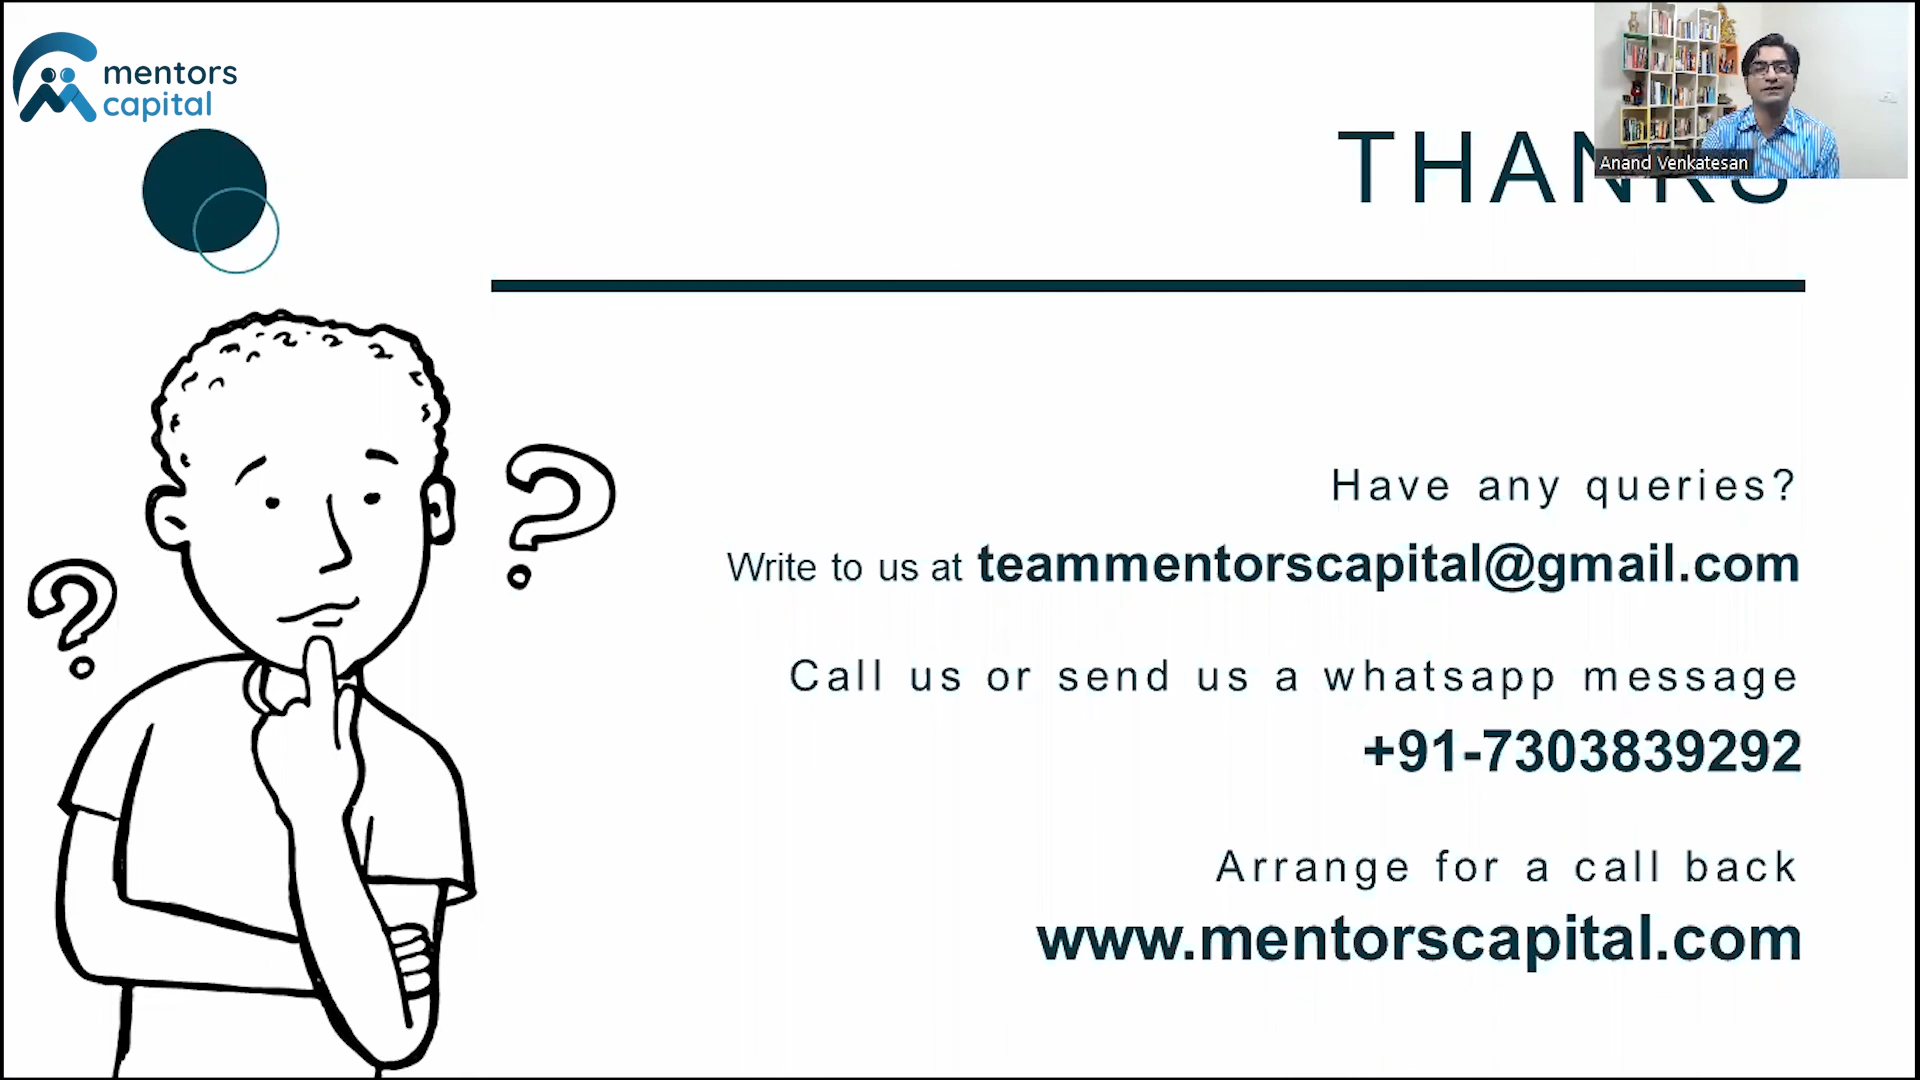 mentors
capital
THANKS
Anand Venkatesan
Have any queries?
Write to us at teammentorscapital@gmail.com
Call us or send us a whatsapp message
+91-7303839292
Arrange for a call back
www.mentorscapital.com